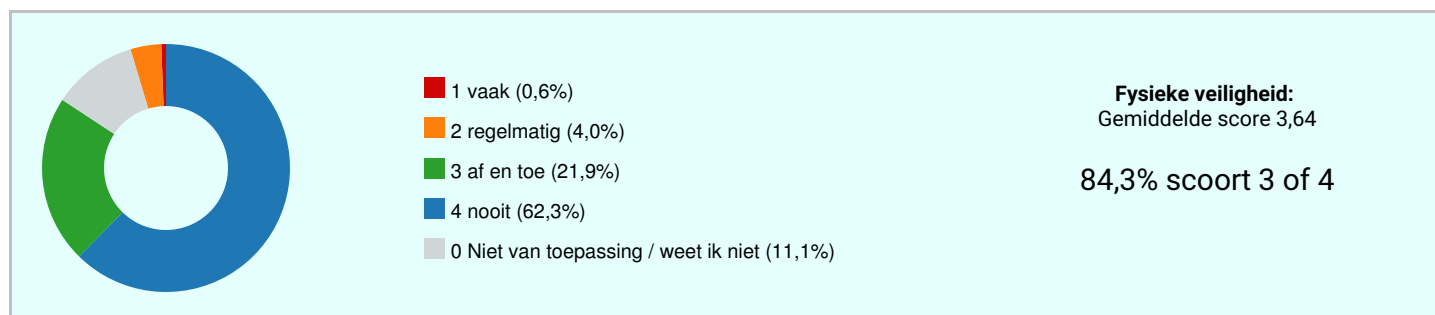 1 vaak (0,6%)
2 regelmatig (4,0%)
3 af en toe (21,9%)
4 nooit (62,3%)
0 Niet van toepassing / weet ik niet (11,1%)
Fysieke veiligheid:
Gemiddelde score 3,64
84,3% scoort 3 of 4